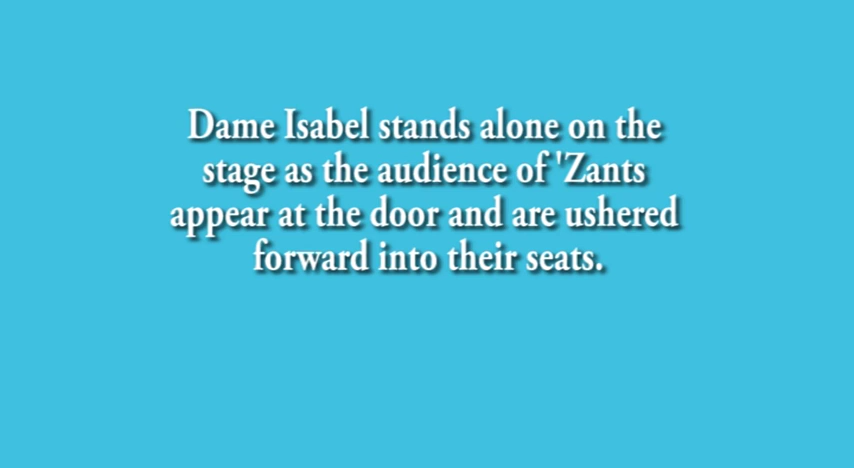 Dame Isabel stands alone on the
stage as the audience of 'Zants
appear at the door and are ushered
forward into their seats.